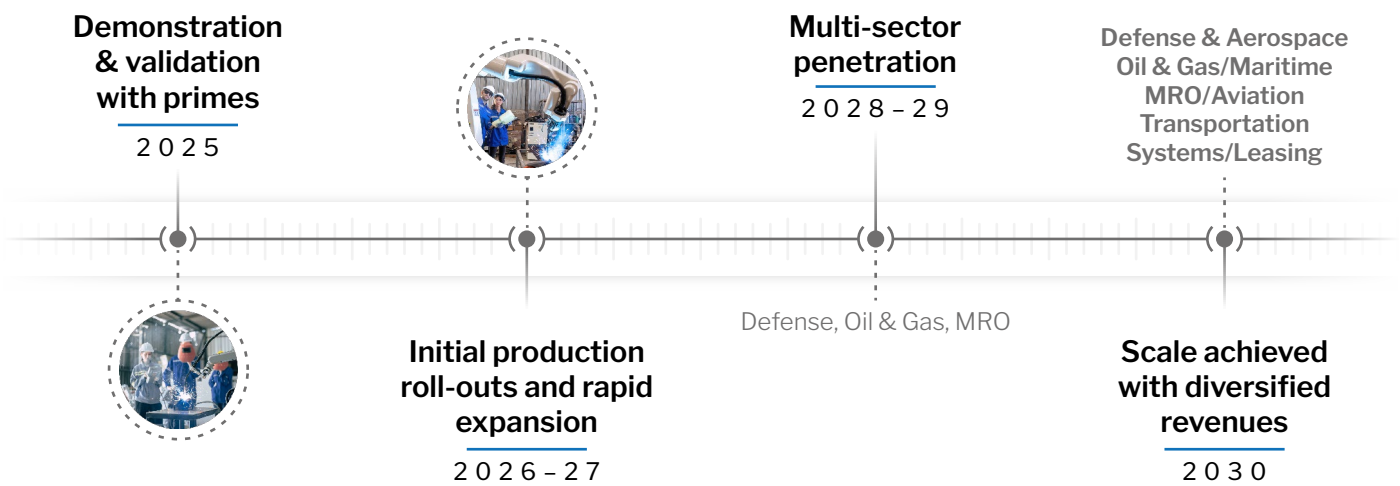 Demonstration
& validation
with primes
2025
Initial production
roll-outs and rapid
expansion
2026–27
Multi-sector
penetration
2028–29
Defense, Oil & Gas, MRO
Defense & Aerospace
Oil & Gas/Maritime
MRO/Aviation
Transportation
Systems/Leasing
Scale achieved
with diversified
revenues
2030